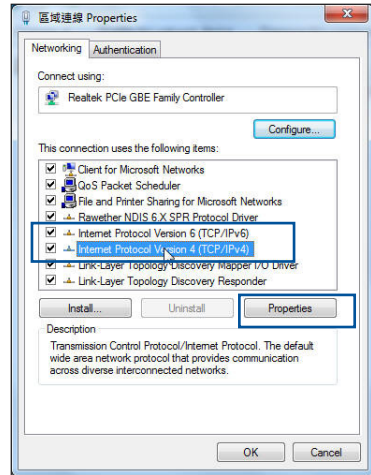 區域連線 Properties
Networking
Authentication
Connect using:
Realtek PCIe GBE Family Controller
Configure...
This connection uses the following items:
Client for Microsoft Networks
QoS Packet Scheduler
File and Printer Sharing for Microsoft Networks
Rawether NDIS 6.X SPR Protocol Driver
Internet Protocol Version 6 (TCP/IPv6)
Internet Protocol Version 4 (TCP/IPv4)
Link-Layer Topology Discovery Mapper I/O Driver
Link-Layer Topology Discovery Responder
Install...
Uninstall
Properties
Description
Transmission Control Protocol/Internet Protocol. The default
wide area network protocol that provides communication
across diverse interconnected networks.
OK
Cancel